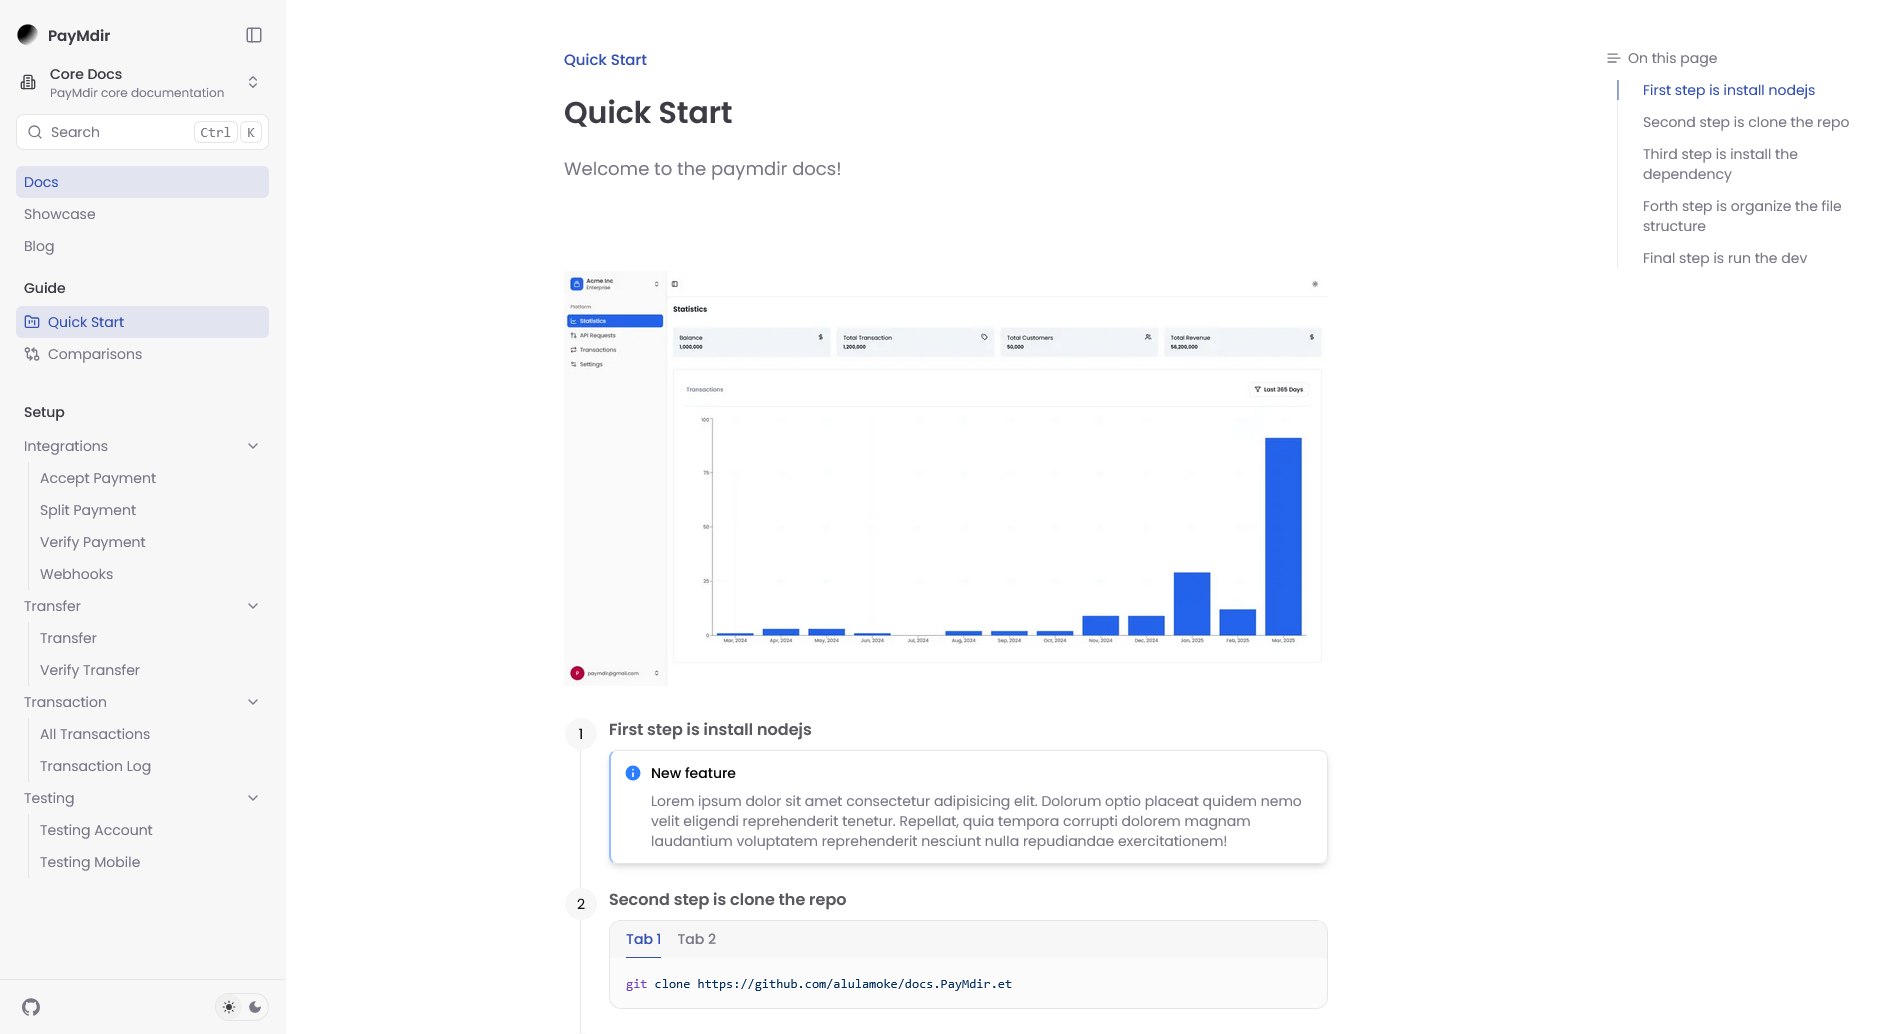 PayMdir
Core Docs
PayMdir core documentation
Search
Ctrl K
Docs
Showcase
Blog
Guide
Quick Start
Comparisons
Setup
Integrations
Accept Payment
Split Payment
Verify Payment
Webhooks
Transfer
Transfer
Verify Transfer
Transaction
All Transactions
Transaction Log
Testing
Testing Account
Testing Mobile
Quick Start
Quick Start
Welcome to the paymdir docs!
Acme Inc
Enterprise
Platform
Statistics
API Requests
Transactions
Settings
P paymdir@gmail.com
Statistics
Balance $
1,000,000
Total Transaction
1,200,000
Total Customers
50,000
Total Revenue $
56,200,000
Transactions
Last 365 Days
100
75
50
25
0
Mar, 2024 Apr, 2024 May, 2024 Jun, 2024 Jul, 2024 Aug, 2024 Sep, 2024 Oct, 2024 Nov, 2024 Dec, 2024 Jan, 2025 Feb, 2025 Mar, 2025
1 First step is install nodejs
New feature
Lorem ipsum dolor sit amet consectetur adipisicing elit. Dolorum optio placeat quidem nemo
velit eligendi reprehenderit tenetur. Repellat, quia tempora corrupti dolorem magnam
laudantium voluptatem reprehenderit nesciunt nulla repudiandae exercitationem!
2 Second step is clone the repo
Tab 1 Tab 2
git clone https://github.com/alulamoke/docs.PayMdir.et
On this page
First step is install nodejs
Second step is clone the repo
Third step is install the
dependency
Forth step is organize the file
structure
Final step is run the dev